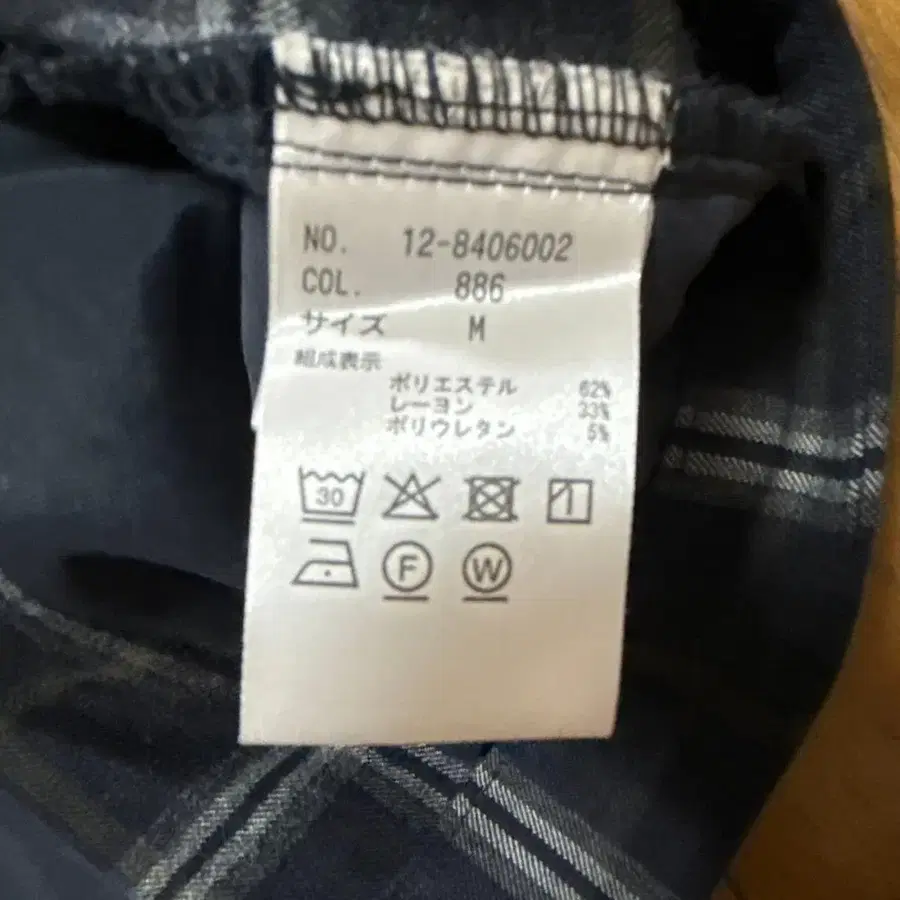 NO. 12-8406002
COL. 886
サイズ M
組成表示
ポリエステル 62%
レーヨン 33%
ポリウレタン 5%
30
F W